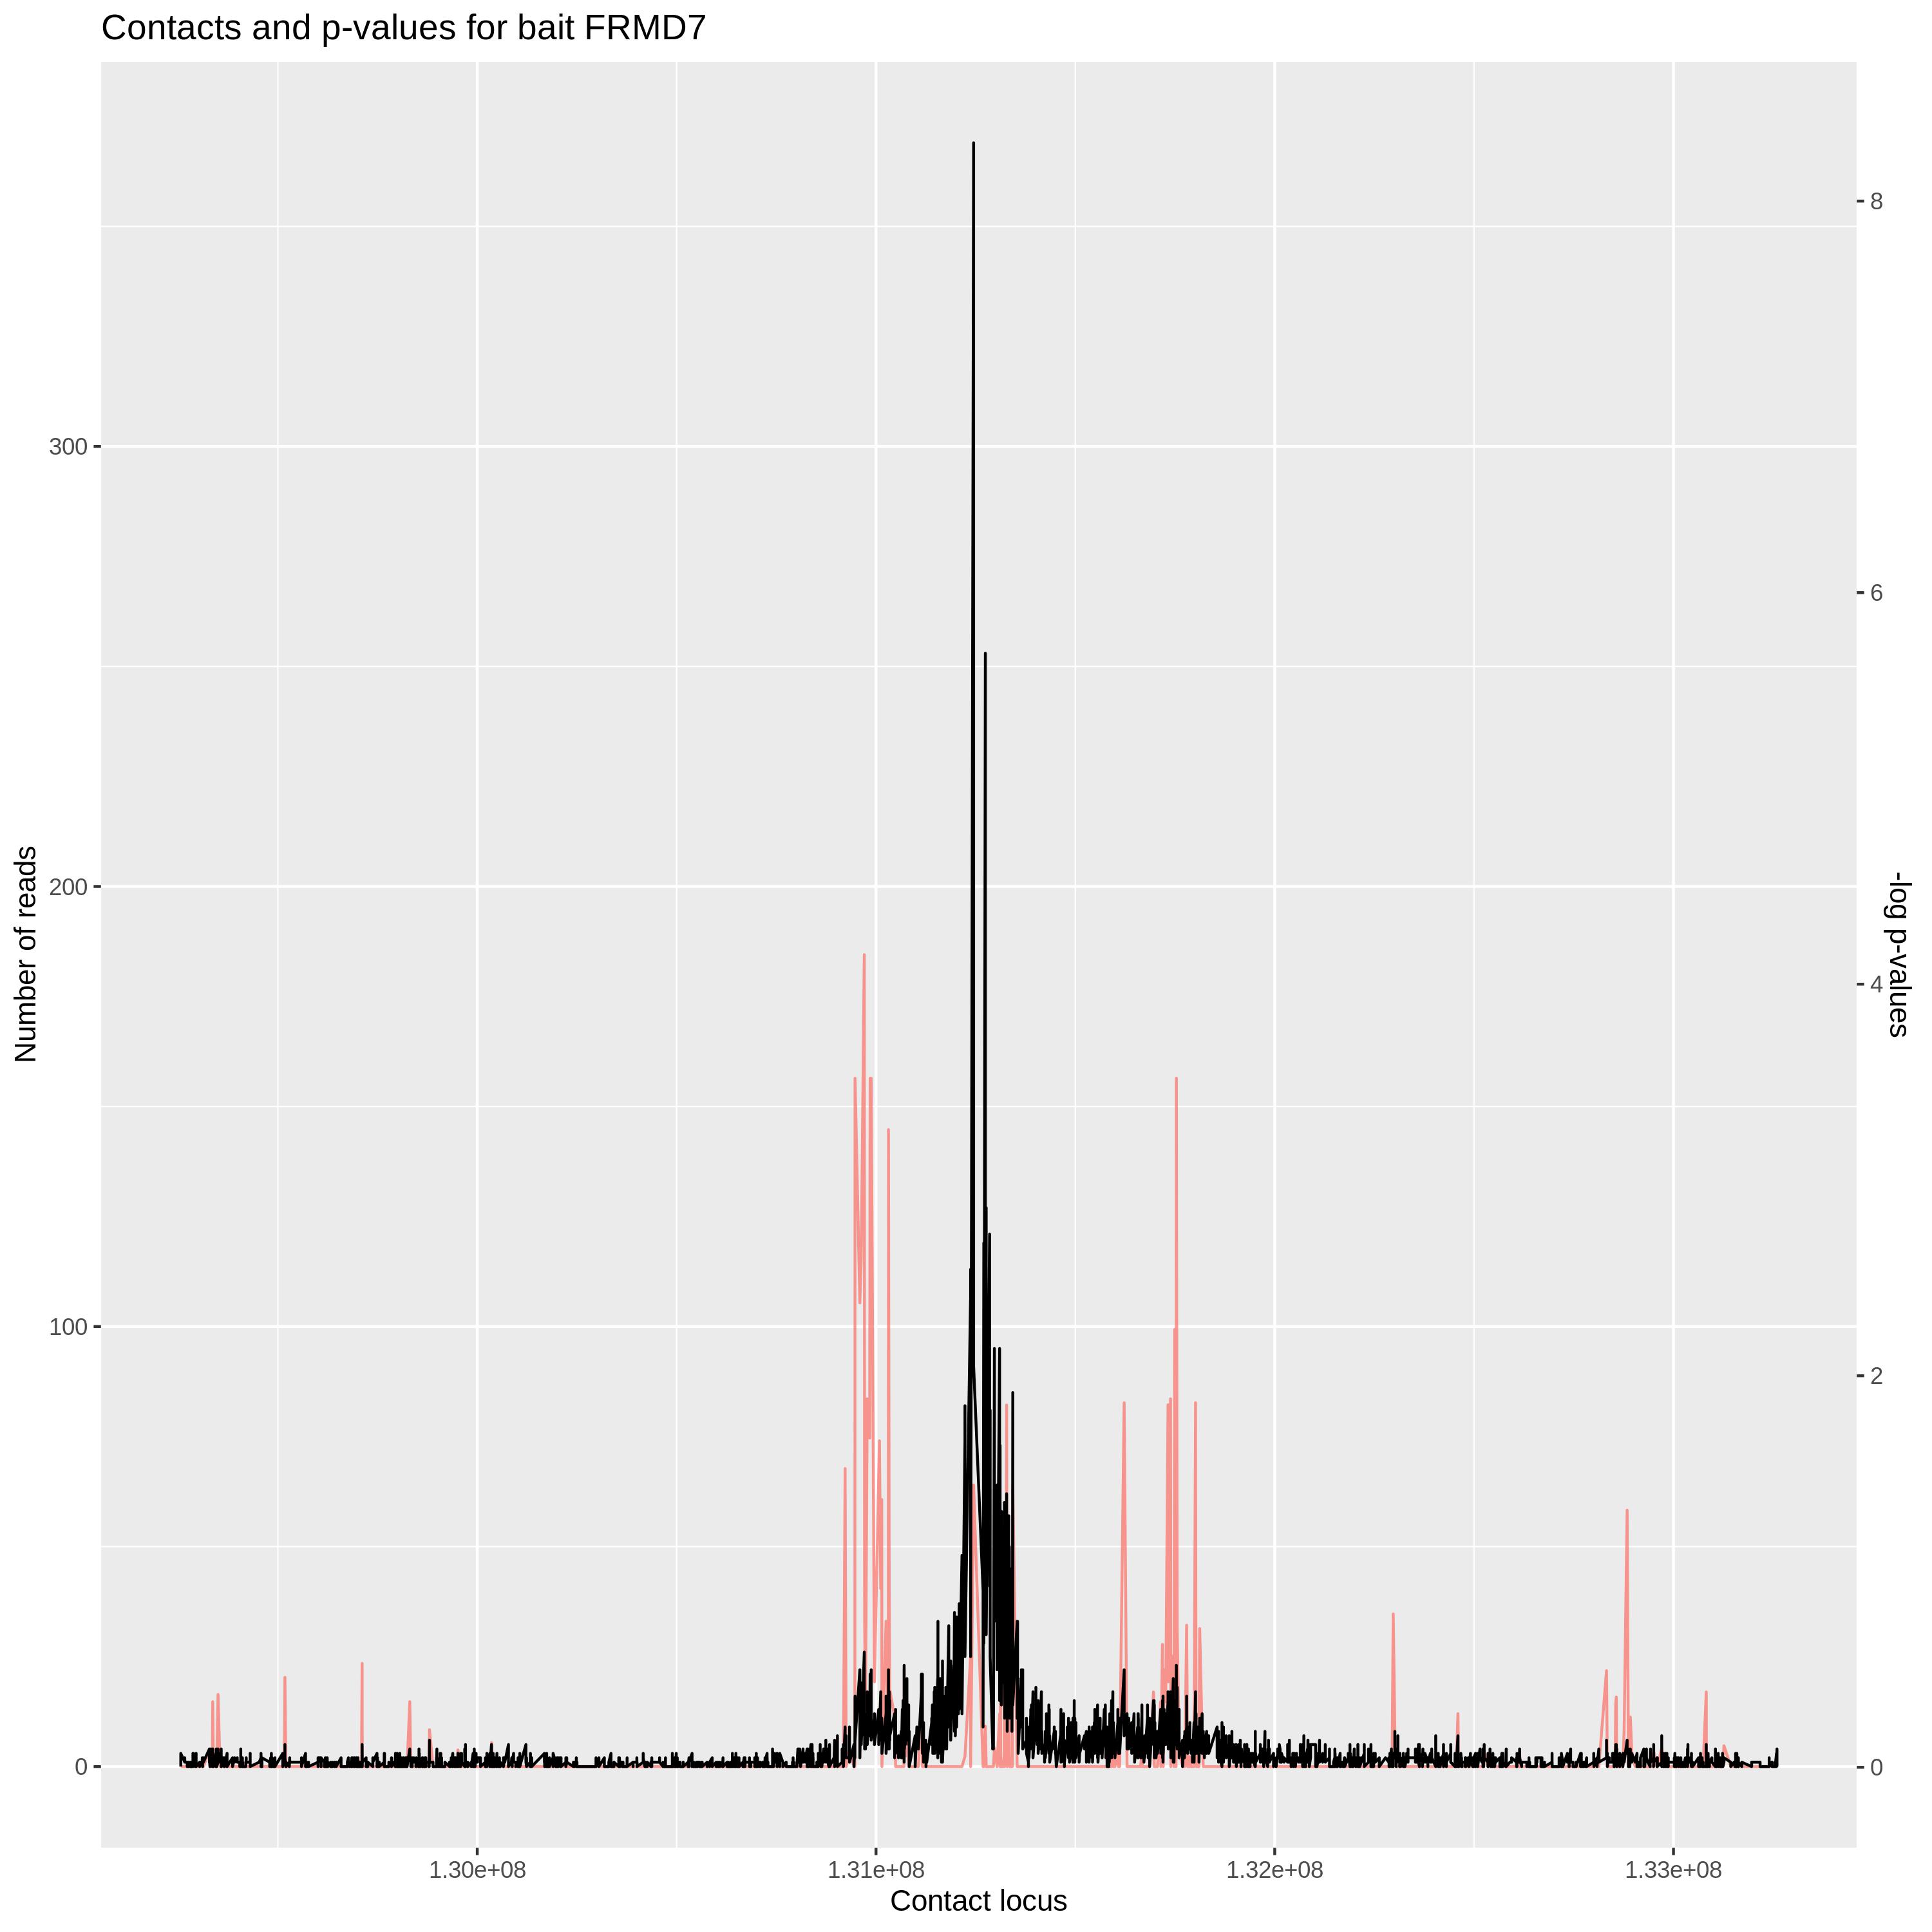 Contacts and p-values for bait FRMD7
300
200
100
0
Number of reads
8
6
4
2
0
-log p-values
1.30e+08
1.31e+08
1.32e+08
1.33e+08
Contact locus